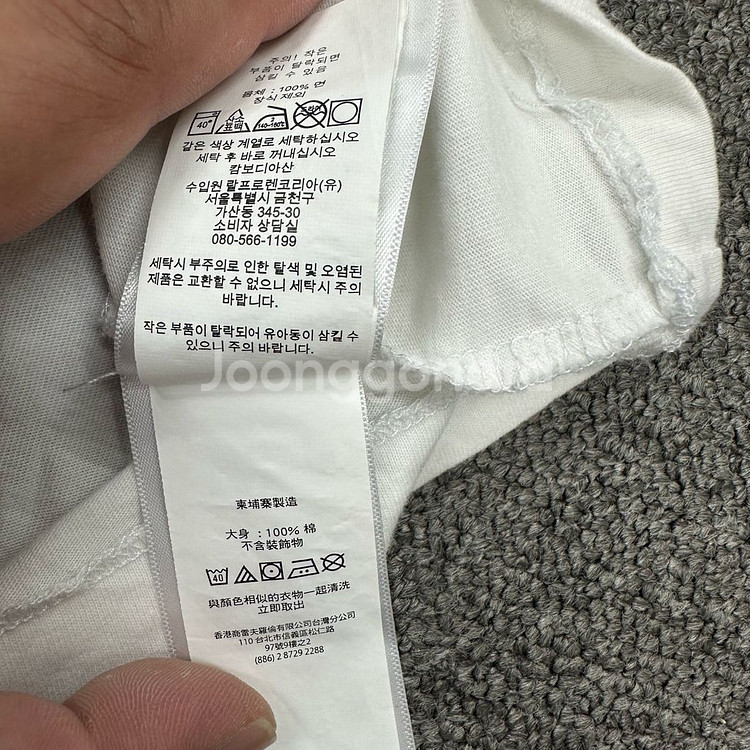 주의! 작은
부품이 탈락되면
삼킬 수 있음
몸체 : 100% 면
장식 제외
40°
표백
2
140-160℃
드라이
같은 색상 계열로 세탁하십시오
세탁 후 바로 꺼내십시오
캄보디아산
수입원 랄프로렌코리아(유)
서울특별시 금천구
가산동 345-30
소비자 상담실
080-566-1199
세탁시 부주의로 인한 탈색 및 오염된
제품은 교환할 수 없으니 세탁시 주의
바랍니다.
작은 부품이 탈락되어 유아동이 삼킬 수
있으니 주의 바랍니다.
柬埔寨製造
大身 : 100% 棉
不含裝飾物
40
與顏色相似的衣物一起清洗
立即取出
香港商雷夫羅倫有限公司台灣分公司
110 台北市信義區松仁路
97號9樓之2
(886) 2 8729 2288